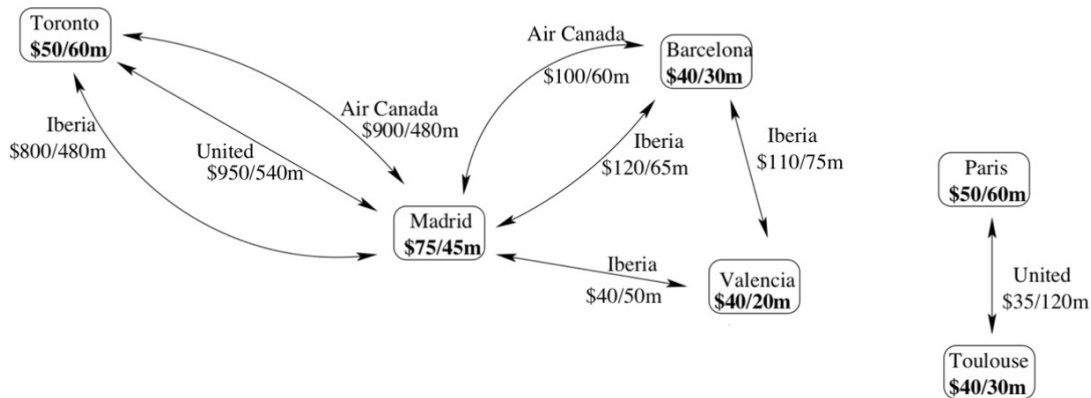 Toronto
$50/60m
Air Canada
$900/480m
Iberia
$800/480m
United
$950/540m
Air Canada
$100/60m
Barcelona
$40/30m
Iberia
$120/65m
Iberia
$110/75m
Madrid
$75/45m
Iberia
$40/50m
Valencia
$40/20m
Paris
$50/60m
United
$35/120m
Toulouse
$40/30m